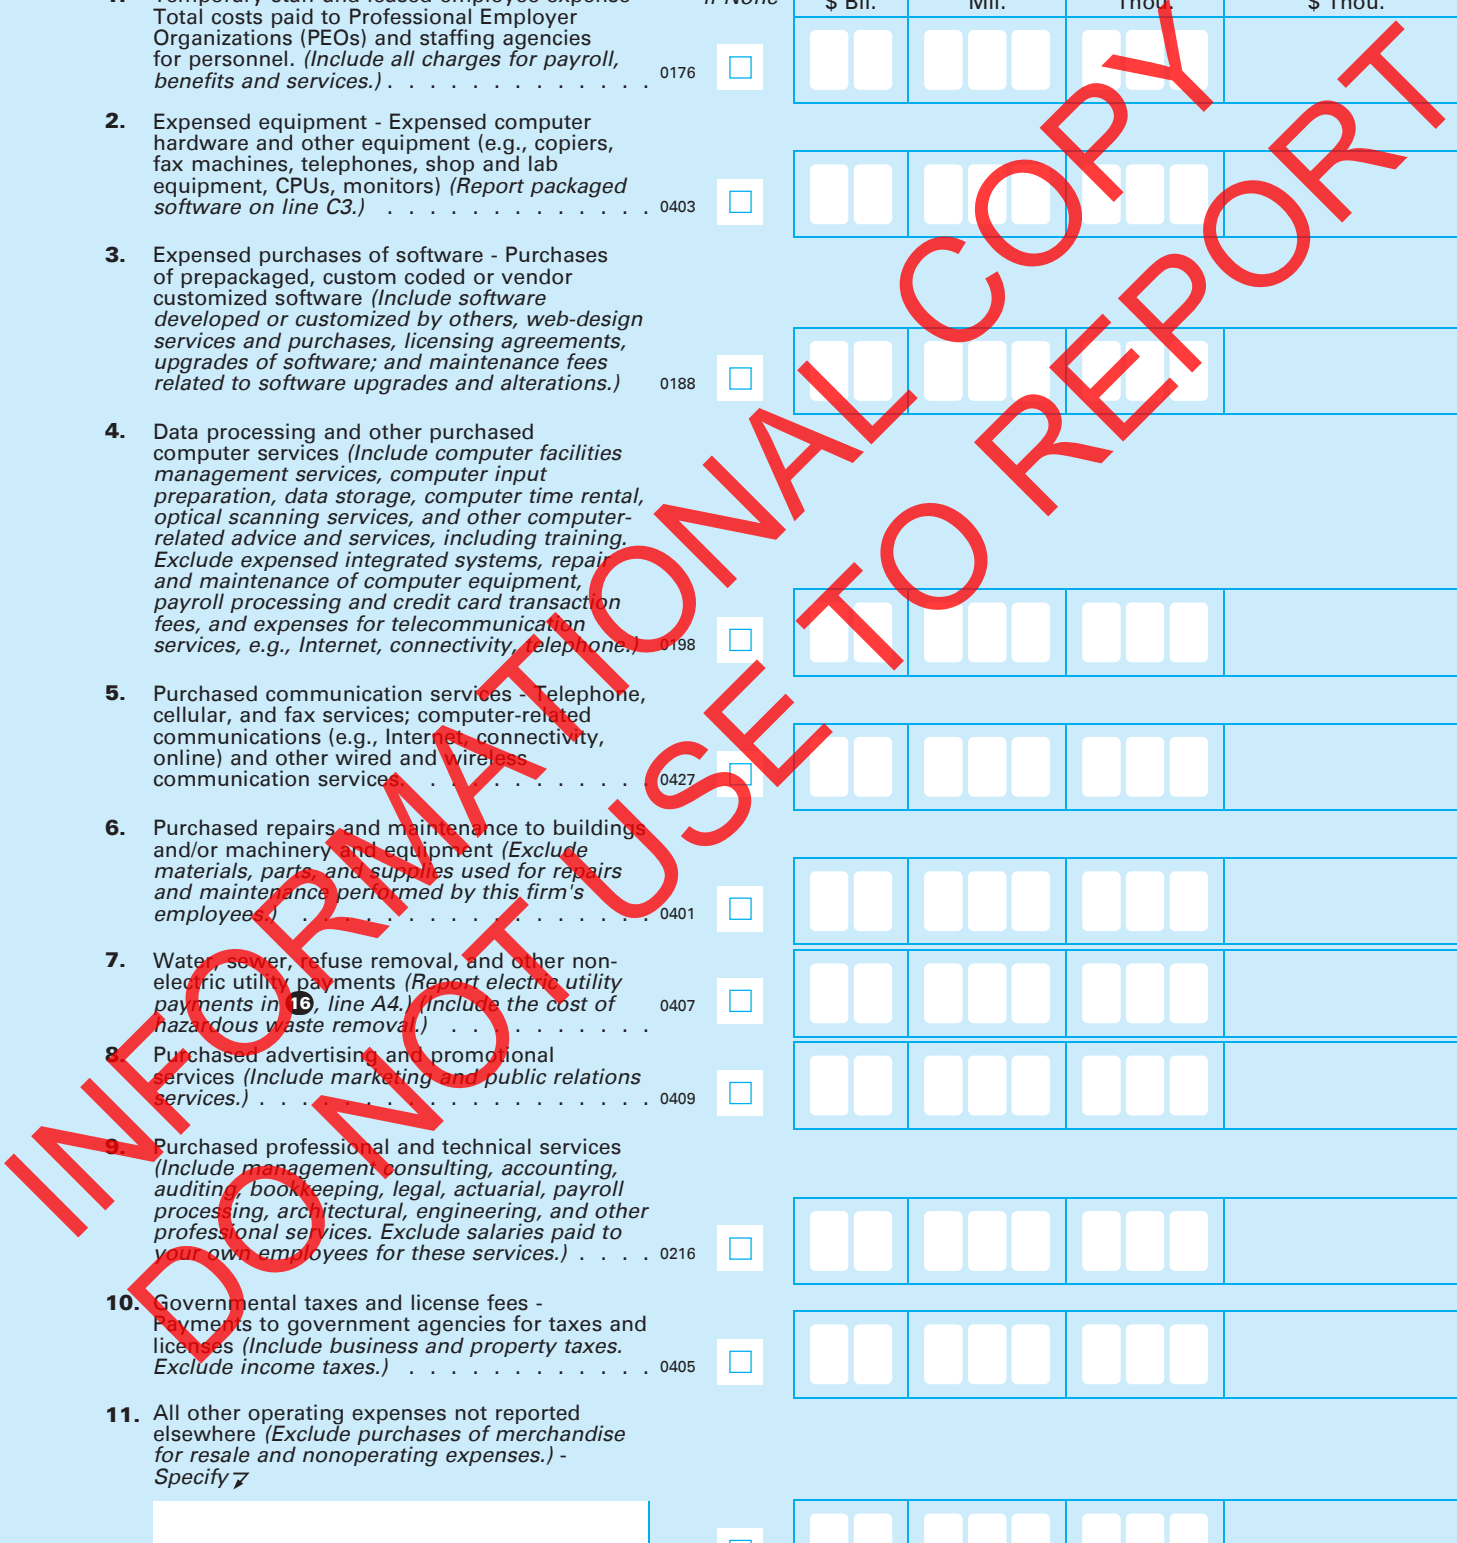 If None
$ Bil.
Mil.
Thou.
$ Thou.
1. Temporary staff and leased employee expense -
Total costs paid to Professional Employer
Organizations (PEOs) and staffing agencies
for personnel. (Include all charges for payroll,
benefits and services.) . . . . . . . . . . . . . 0176
2. Expensed equipment - Expensed computer
hardware and other equipment (e.g., copiers,
fax machines, telephones, shop and lab
equipment, CPUs, monitors) (Report packaged
software on line C3.) . . . . . . . . . . . . . 0403
3. Expensed purchases of software - Purchases
of prepackaged, custom coded or vendor
customized software (Include software
developed or customized by others, web-design
services and purchases, licensing agreements,
upgrades of software; and maintenance fees
related to software upgrades and alterations.) 0188
4. Data processing and other purchased
computer services (Include computer facilities
management services, computer input
preparation, data storage, computer time rental,
optical scanning services, and other computer-
related advice and services, including training.
Exclude expensed integrated systems, repair
and maintenance of computer equipment,
payroll processing and credit card transaction
fees, and expenses for telecommunication
services, e.g., Internet, connectivity, telephone.) 0198
5. Purchased communication services - Telephone,
cellular, and fax services; computer-related
communications (e.g., Internet, connectivity,
online) and other wired and wireless
communication services. . . . . . . . . . . . 0427
6. Purchased repairs and maintenance to buildings
and/or machinery and equipment (Exclude
materials, parts, and supplies used for repairs
and maintenance performed by this firm's
employees.) . . . . . . . . . . . . . . . . . 0401
7. Water, sewer, refuse removal, and other non-
electric utility payments (Report electric utility
payments in 16, line A4.) (Include the cost of 0407
hazardous waste removal.) . . . . . . . . . .
8. Purchased advertising and promotional
services (Include marketing and public relations
services.) . . . . . . . . . . . . . . . . . . . 0409
9. Purchased professional and technical services
(Include management consulting, accounting,
auditing, bookkeeping, legal, actuarial, payroll
processing, architectural, engineering, and other
professional services. Exclude salaries paid to
your own employees for these services.) . . . . 0216
10. Governmental taxes and license fees -
Payments to government agencies for taxes and
licenses (Include business and property taxes.
Exclude income taxes.) . . . . . . . . . . . . 0405
11. All other operating expenses not reported
elsewhere (Exclude purchases of merchandise
for resale and nonoperating expenses.) -
Specify
INFORMATIONAL COPY
DO NOT USE TO REPORT